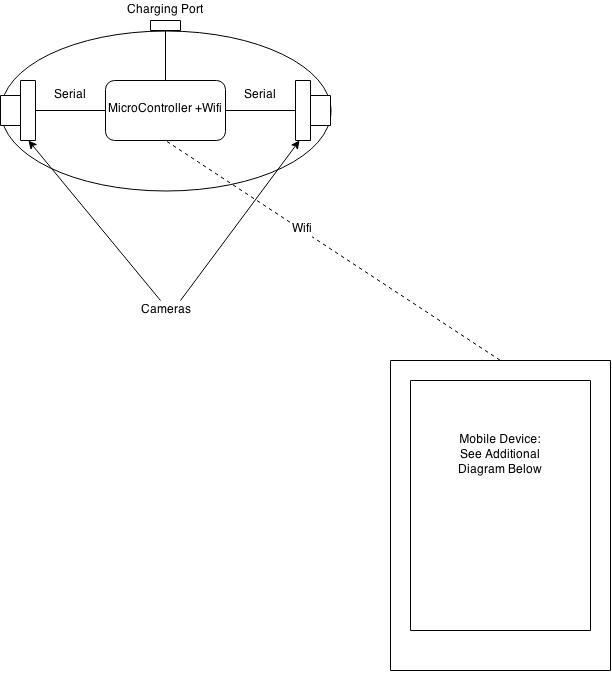 Charging Port
Serial
Serial
MicroController +Wifi
Wifi
Cameras
Mobile Device:
See Additional
Diagram Below